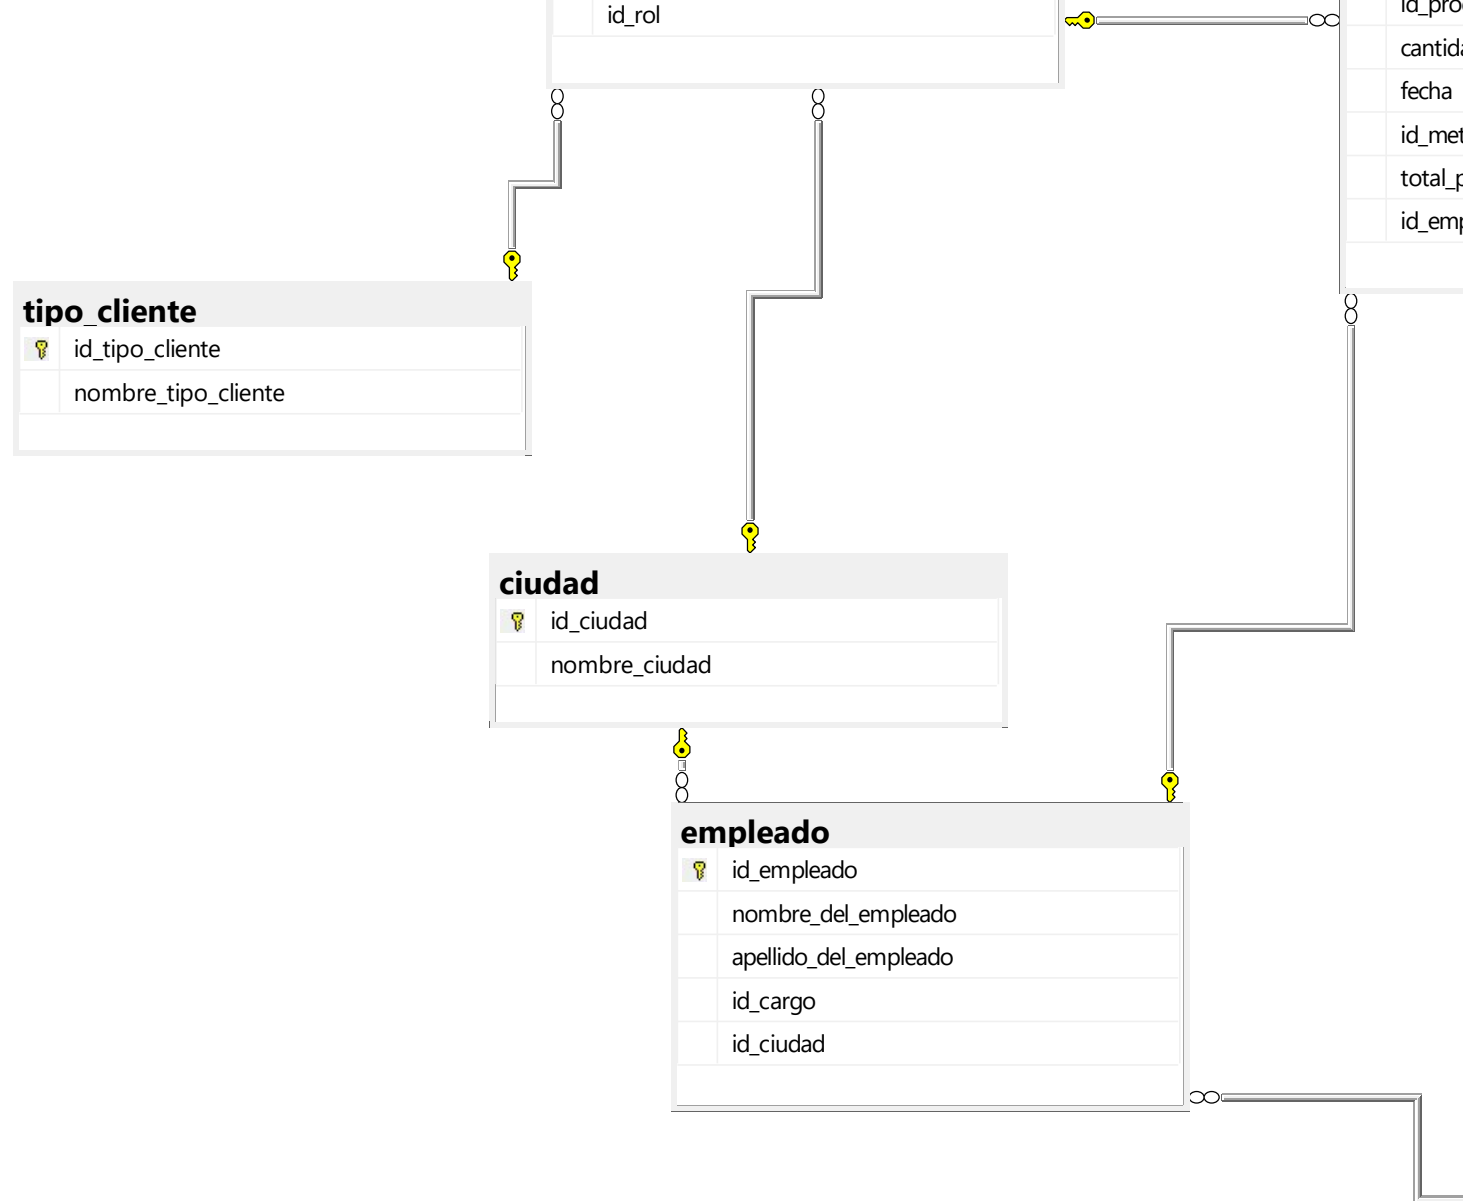 id_rol
fecha
tipo_cliente
id_tipo_cliente
nombre_tipo_cliente
ciudad
id_ciudad
nombre_ciudad
empleado
id_empleado
nombre_del_empleado
apellido_del_empleado
id_cargo
id_ciudad